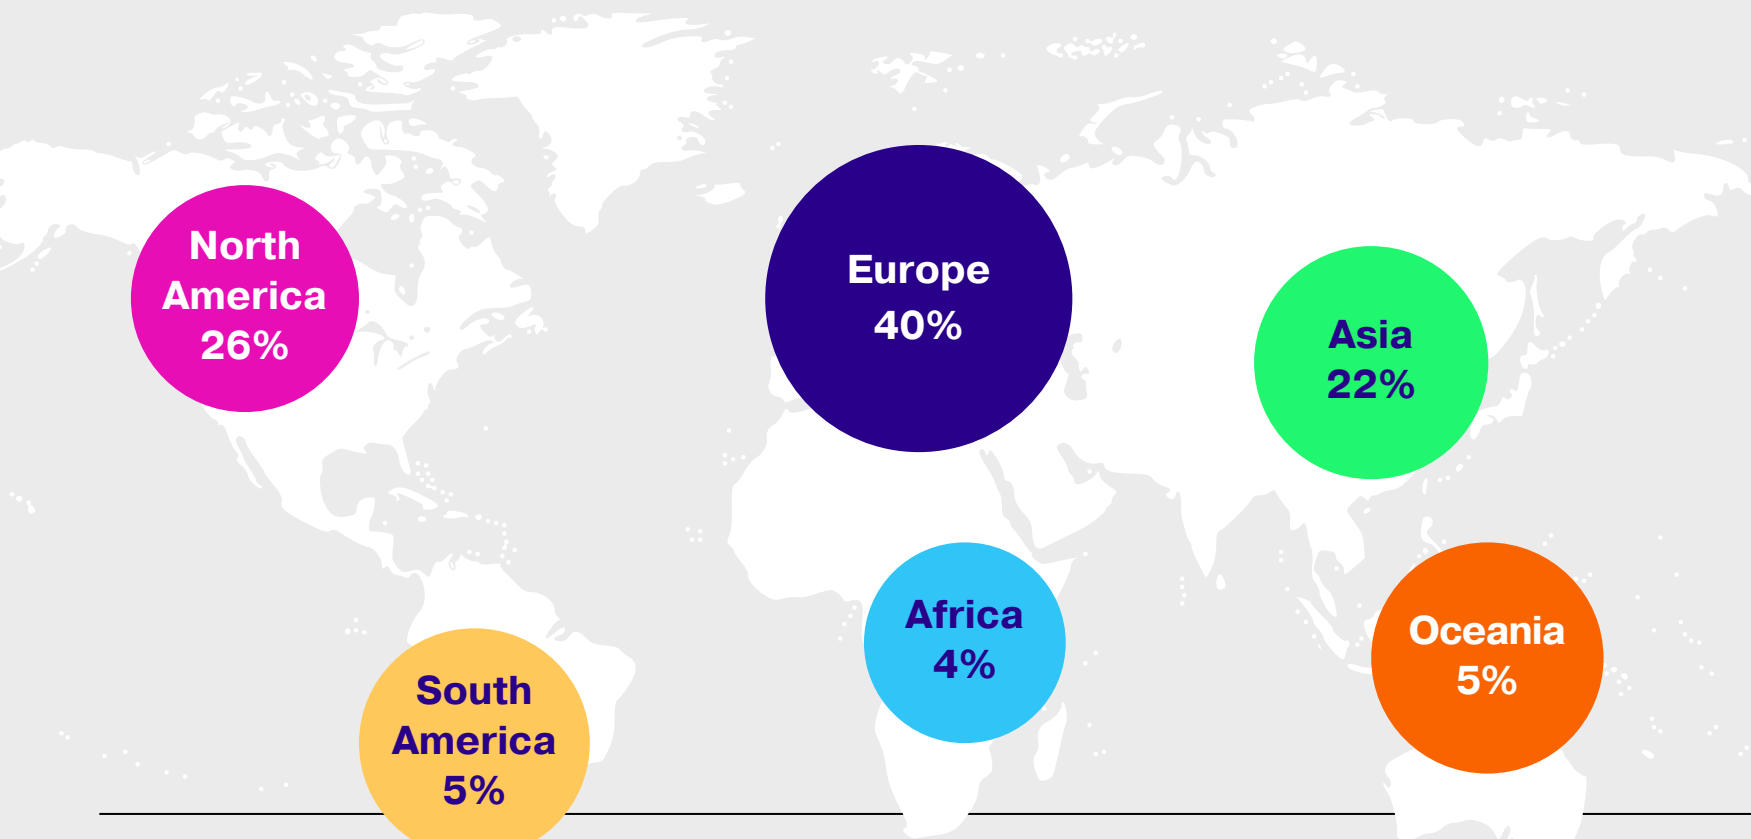 North
America
26%
Europe
40%
Asia
22%
Africa
4%
Oceania
5%
South
America
5%